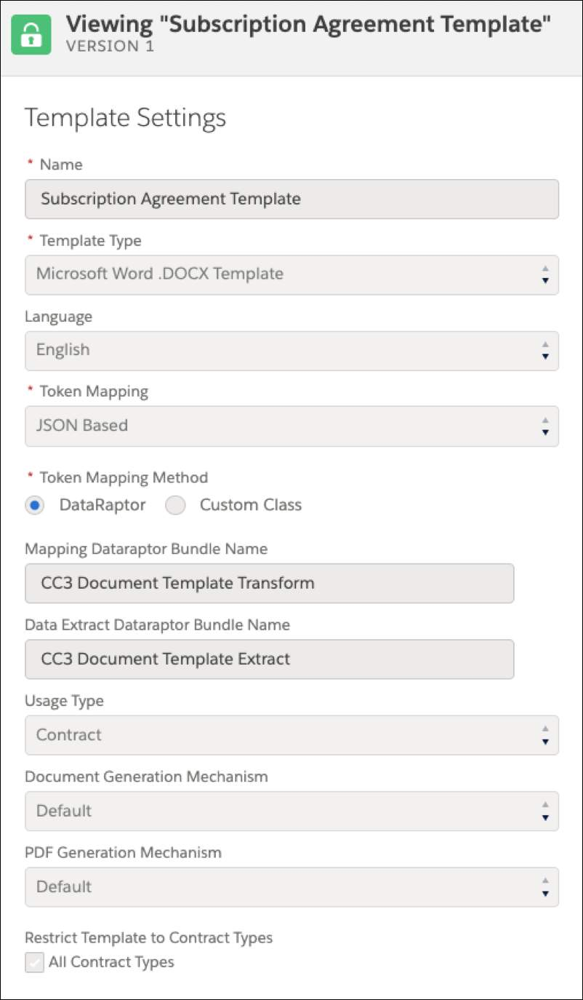 Viewing "Subscription Agreement Template"
VERSION 1
Template Settings
* Name
Subscription Agreement Template
* Template Type
Microsoft Word .DOCX Template
Language
English
* Token Mapping
JSON Based
* Token Mapping Method
DataRaptor Custom Class
Mapping Dataraptor Bundle Name
CC3 Document Template Transform
Data Extract Dataraptor Bundle Name
CC3 Document Template Extract
Usage Type
Contract
Document Generation Mechanism
Default
PDF Generation Mechanism
Default
Restrict Template to Contract Types
All Contract Types